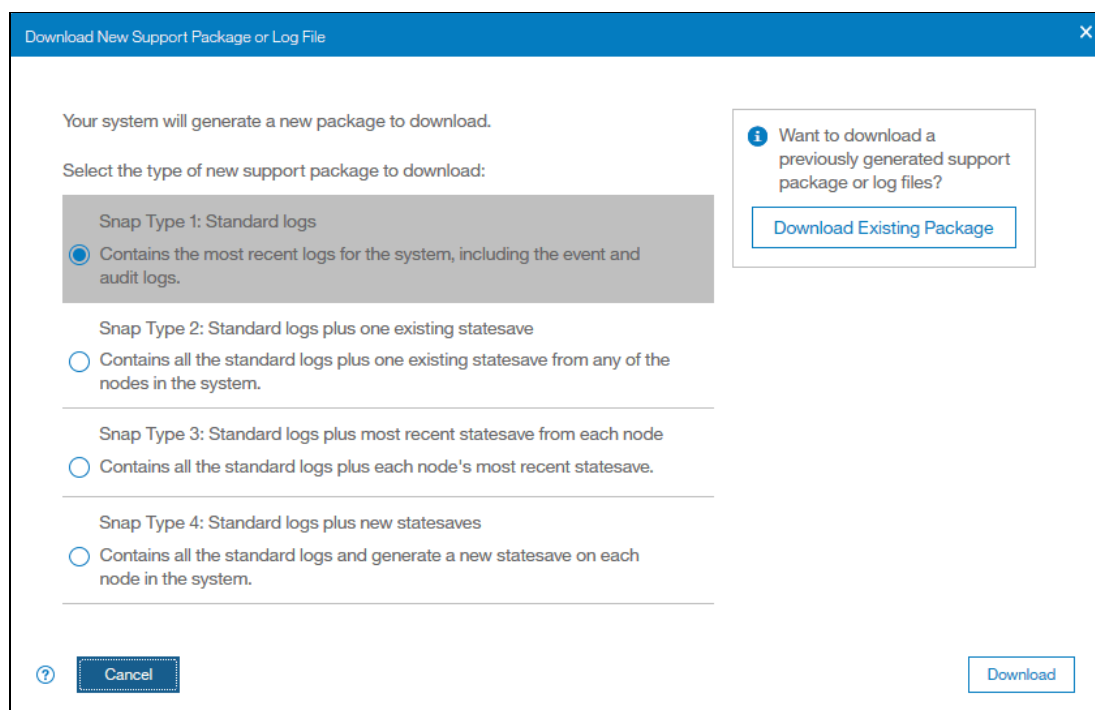 Download New Support Package or Log File
Your system will generate a new package to download.
Select the type of new support package to download:
Snap Type 1: Standard logs
Contains the most recent logs for the system, including the event and
audit logs.
Snap Type 2: Standard logs plus one existing statesave
Contains all the standard logs plus one existing statesave from any of the
nodes in the system.
Snap Type 3: Standard logs plus most recent statesave from each node
Contains all the standard logs plus each node's most recent statesave.
Snap Type 4: Standard logs plus new statesaves
Contains all the standard logs and generate a new statesave on each
node in the system.
Want to download a
previously generated support
package or log files?
Download Existing Package
Cancel
Download